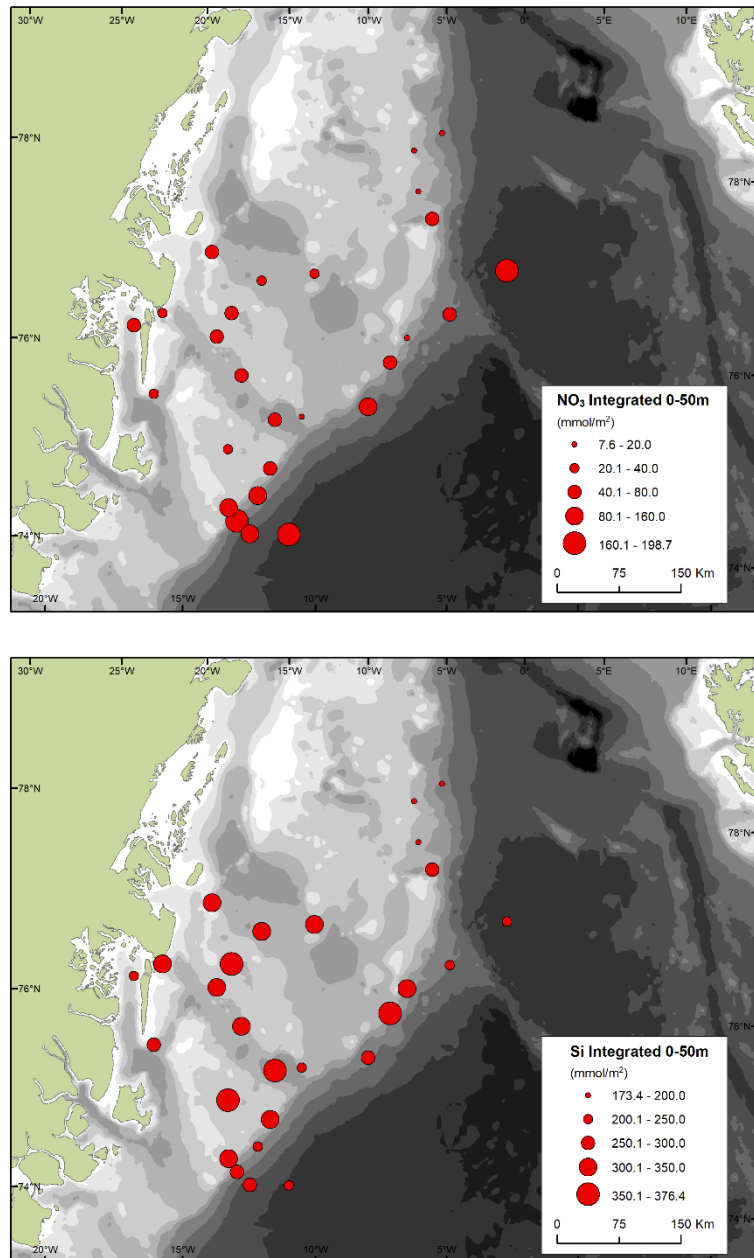 30°W 25°W 20°W 15°W 10°W 5°W 0° 5°E 10°E
78°N
78°N
76°N
76°N
NO3 Integrated 0-50m
(mmol/m²)
7.6 - 20.0
20.1 - 40.0
40.1 - 80.0
80.1 - 160.0
160.1 - 198.7
0 75 150 Km
74°N
74°N
20°W 15°W 10°W 5°W 0° 5°E
30°W 25°W 20°W 15°W 10°W 5°W 0° 5°E 10°E
78°N
78°N
76°N
76°N
Si Integrated 0-50m
(mmol/m²)
173.4 - 200.0
200.1 - 250.0
250.1 - 300.0
300.1 - 350.0
350.1 - 376.4
0 75 150 Km
74°N
74°N